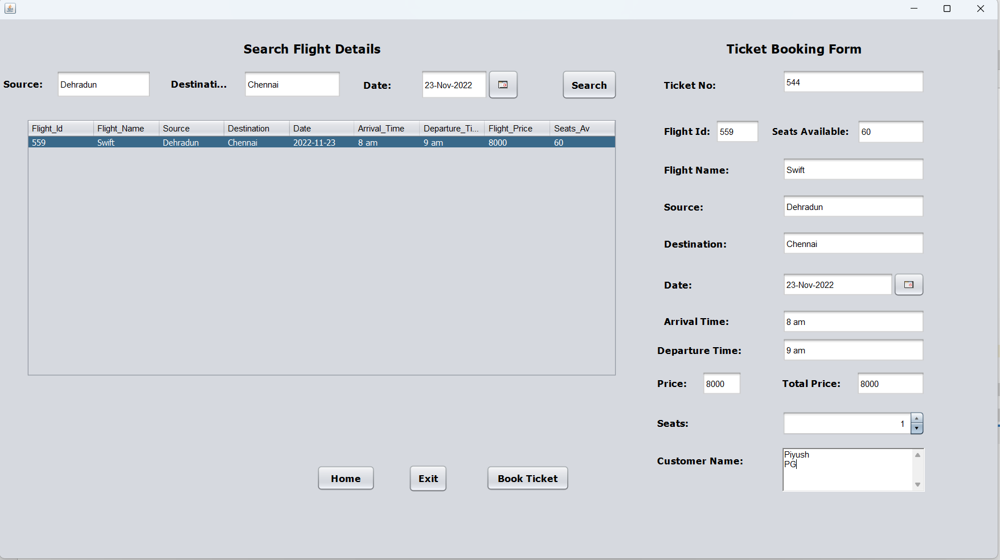 Search Flight Details
Source: Dehradun Destinati... Chennai Date: 23-Nov-2022 Search
Flight_Id Flight_Name Source Destination Date Arrival_Time Departure_Ti... Flight_Price Seats_Av
559 Swift Dehradun Chennai 2022-11-23 8 am 9 am 8000 60
Home Exit Book Ticket
Ticket Booking Form
Ticket No: 544
Flight Id: 559 Seats Available: 60
Flight Name: Swift
Source: Dehradun
Destination: Chennai
Date: 23-Nov-2022
Arrival Time: 8 am
Departure Time: 9 am
Price: 8000 Total Price: 8000
Seats: 1
Customer Name: Piyush
PG